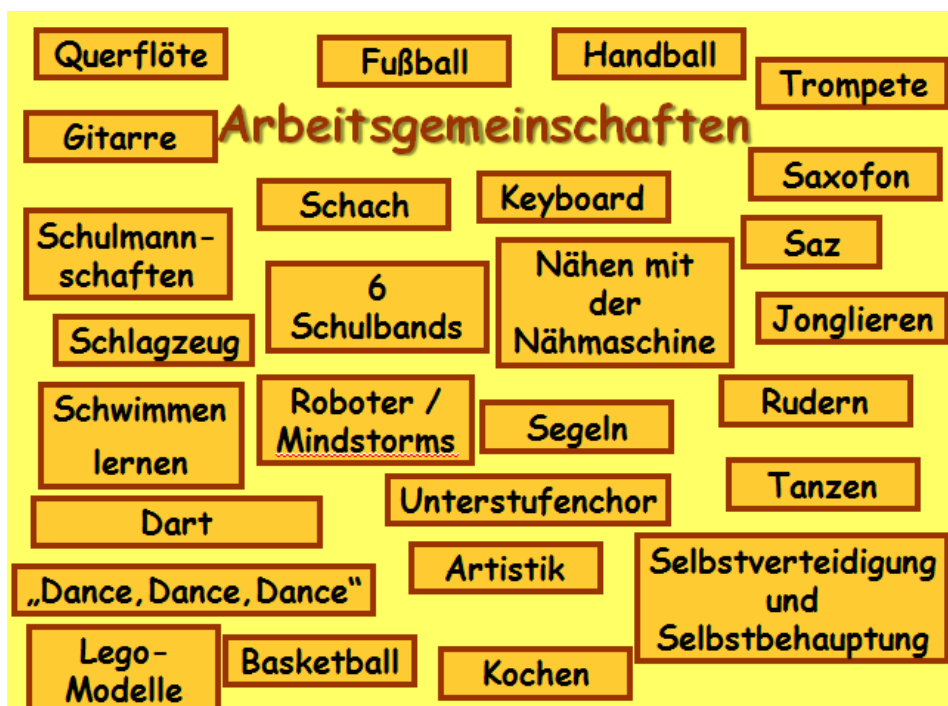 Querflöte
Fußball
Handball
Trompete
Gitarre
Arbeitsgemeinschaften
Saxofon
Schach
Keyboard
Schulmann-
schaften
Saz
6
Schulbands
Nähen mit
der
Nähmaschine
Jonglieren
Schlagzeug
Schwimmen
lernen
Roboter /
Mindstorms
Segeln
Rudern
Unterstufenchor
Tanzen
Dart
Artistik
Selbstverteidigung
und
Selbstbehauptung
„Dance, Dance, Dance“
Lego-
Modelle
Basketball
Kochen